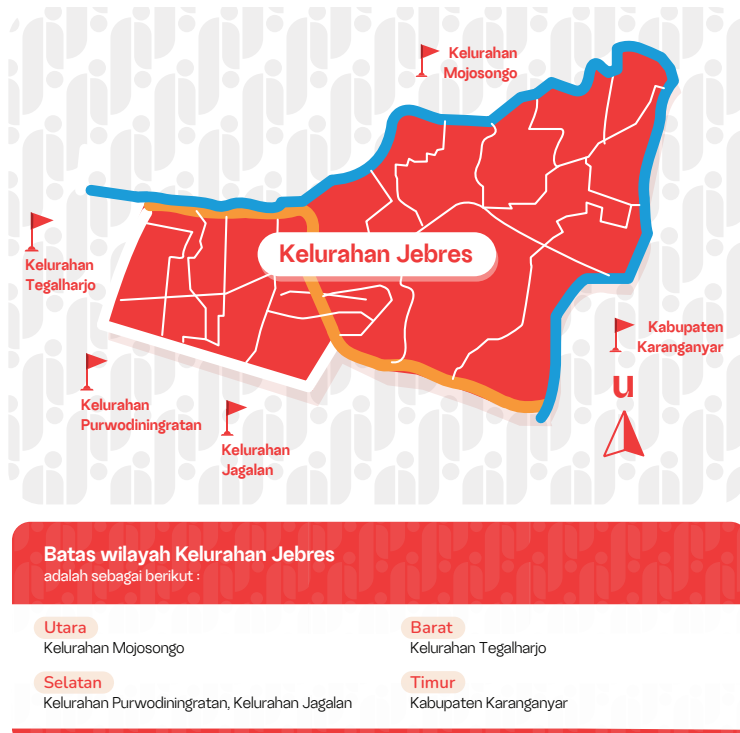 Kelurahan
Mojosongo
Kelurahan Jebres
Kelurahan
Tegalharjo
Kabupaten
Karanganyar
u
Kelurahan
Purwodiningratan
Kelurahan
Jagalan
Batas wilayah Kelurahan Jebres
adalah sebagai berikut :
Utara
Kelurahan Mojosongo
Barat
Kelurahan Tegalharjo
Selatan
Kelurahan Purwodiningratan, Kelurahan Jagalan
Timur
Kabupaten Karanganyar